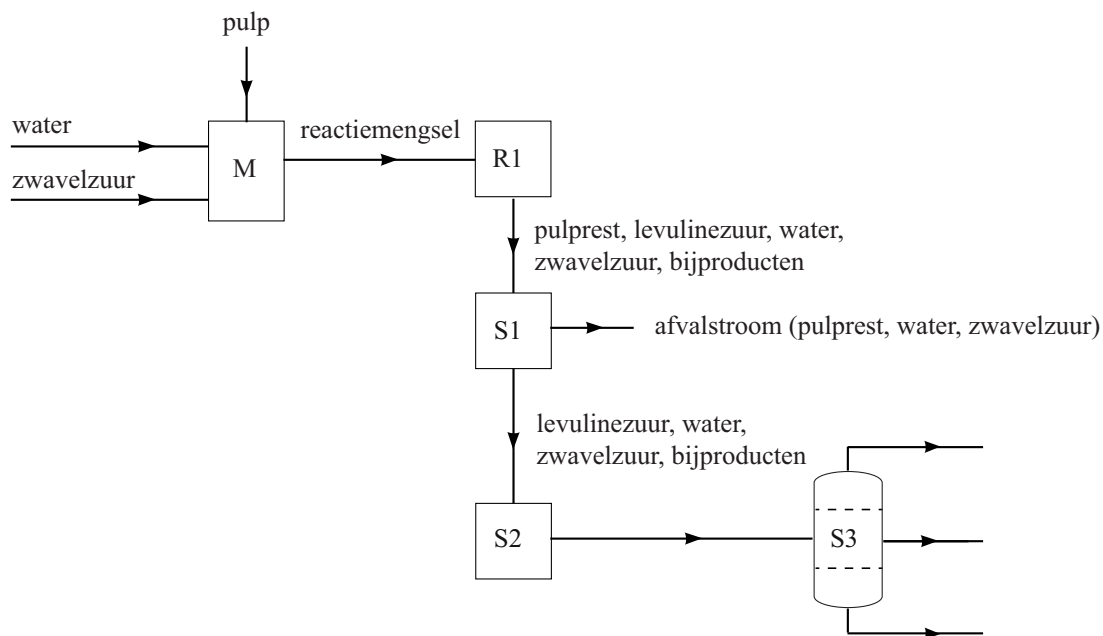 pulp
water
zwavelzuur
M
reactiemengsel
R1
pulprest, levulinezuur, water,
zwavelzuur, bijproducten
S1
afvalstroom (pulprest, water, zwavelzuur)
levulinezuur, water,
zwavelzuur, bijproducten
S2
S3